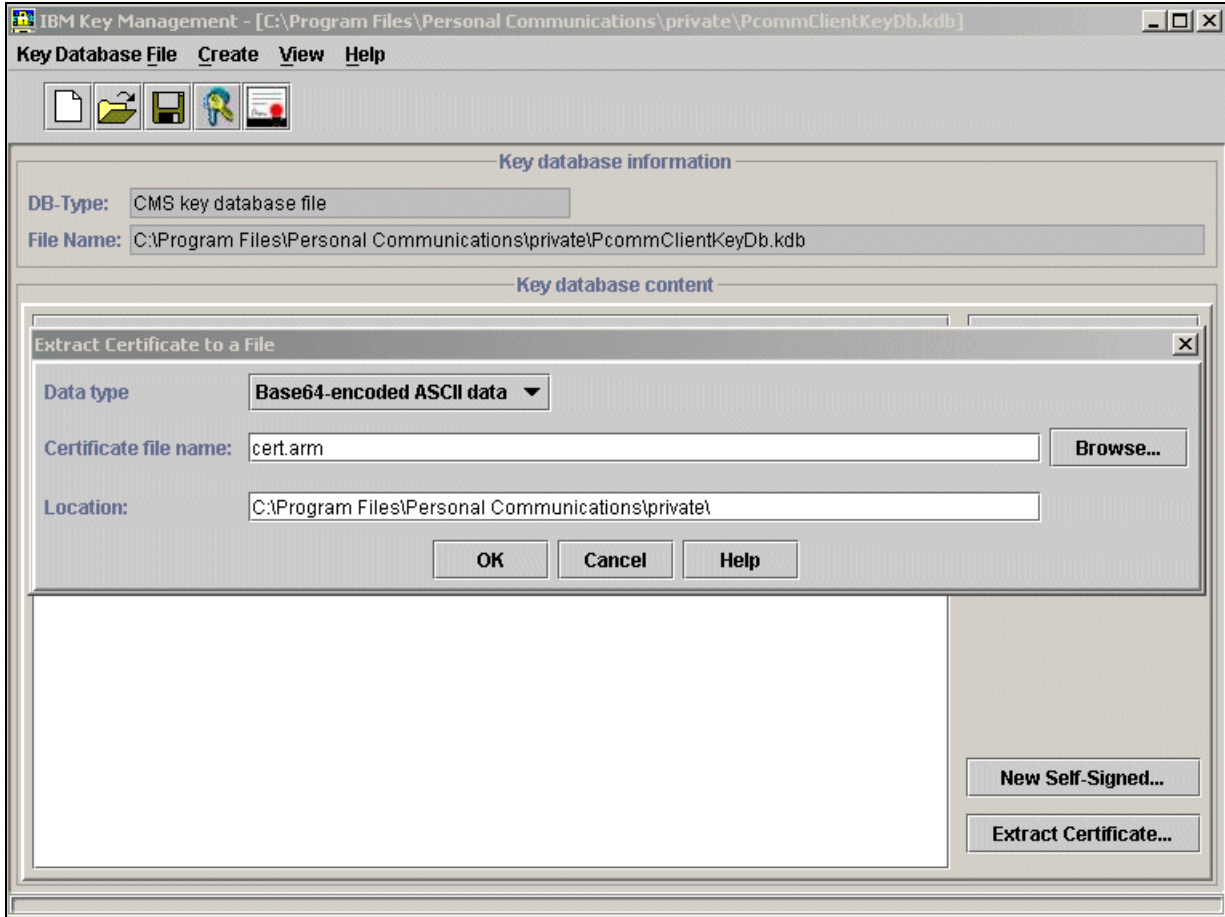 IBM Key Management - [C:\Program Files\Personal Communications\private\PcommClientKeyDb.kdb]
Key Database File Create View Help
Key database information
DB-Type: CMS key database file
File Name: C:\Program Files\Personal Communications\private\PcommClientKeyDb.kdb
Key database content
Extract Certificate to a File
Data type Base64-encoded ASCII data
Certificate file name: cert.arm Browse...
Location: C:\Program Files\Personal Communications\private\
OK Cancel Help
New Self-Signed...
Extract Certificate...